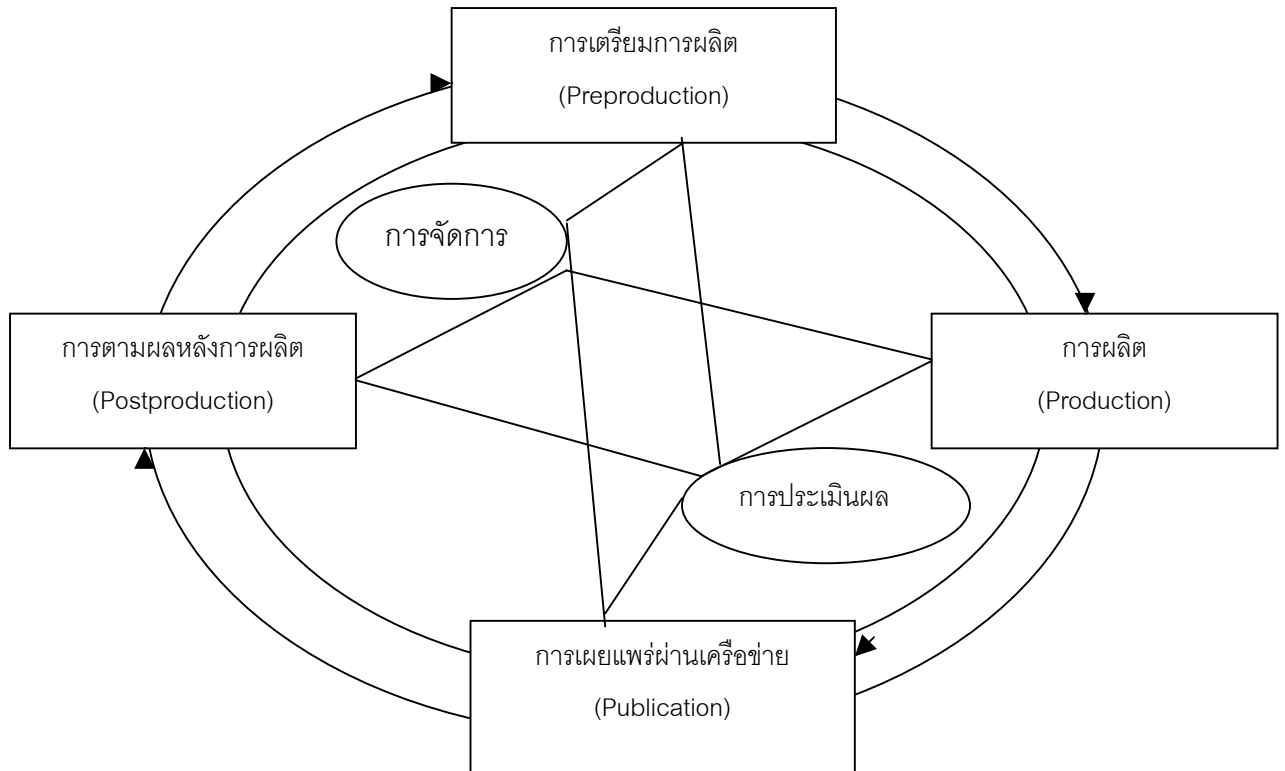 การเตรียมการผลิต
(Preproduction)
การจัดการ
การตามผลหลังการผลิต
(Postproduction)
การผลิต
(Production)
การประเมินผล
การเผยแพร่ผ่านเครือข่าย
(Publication)